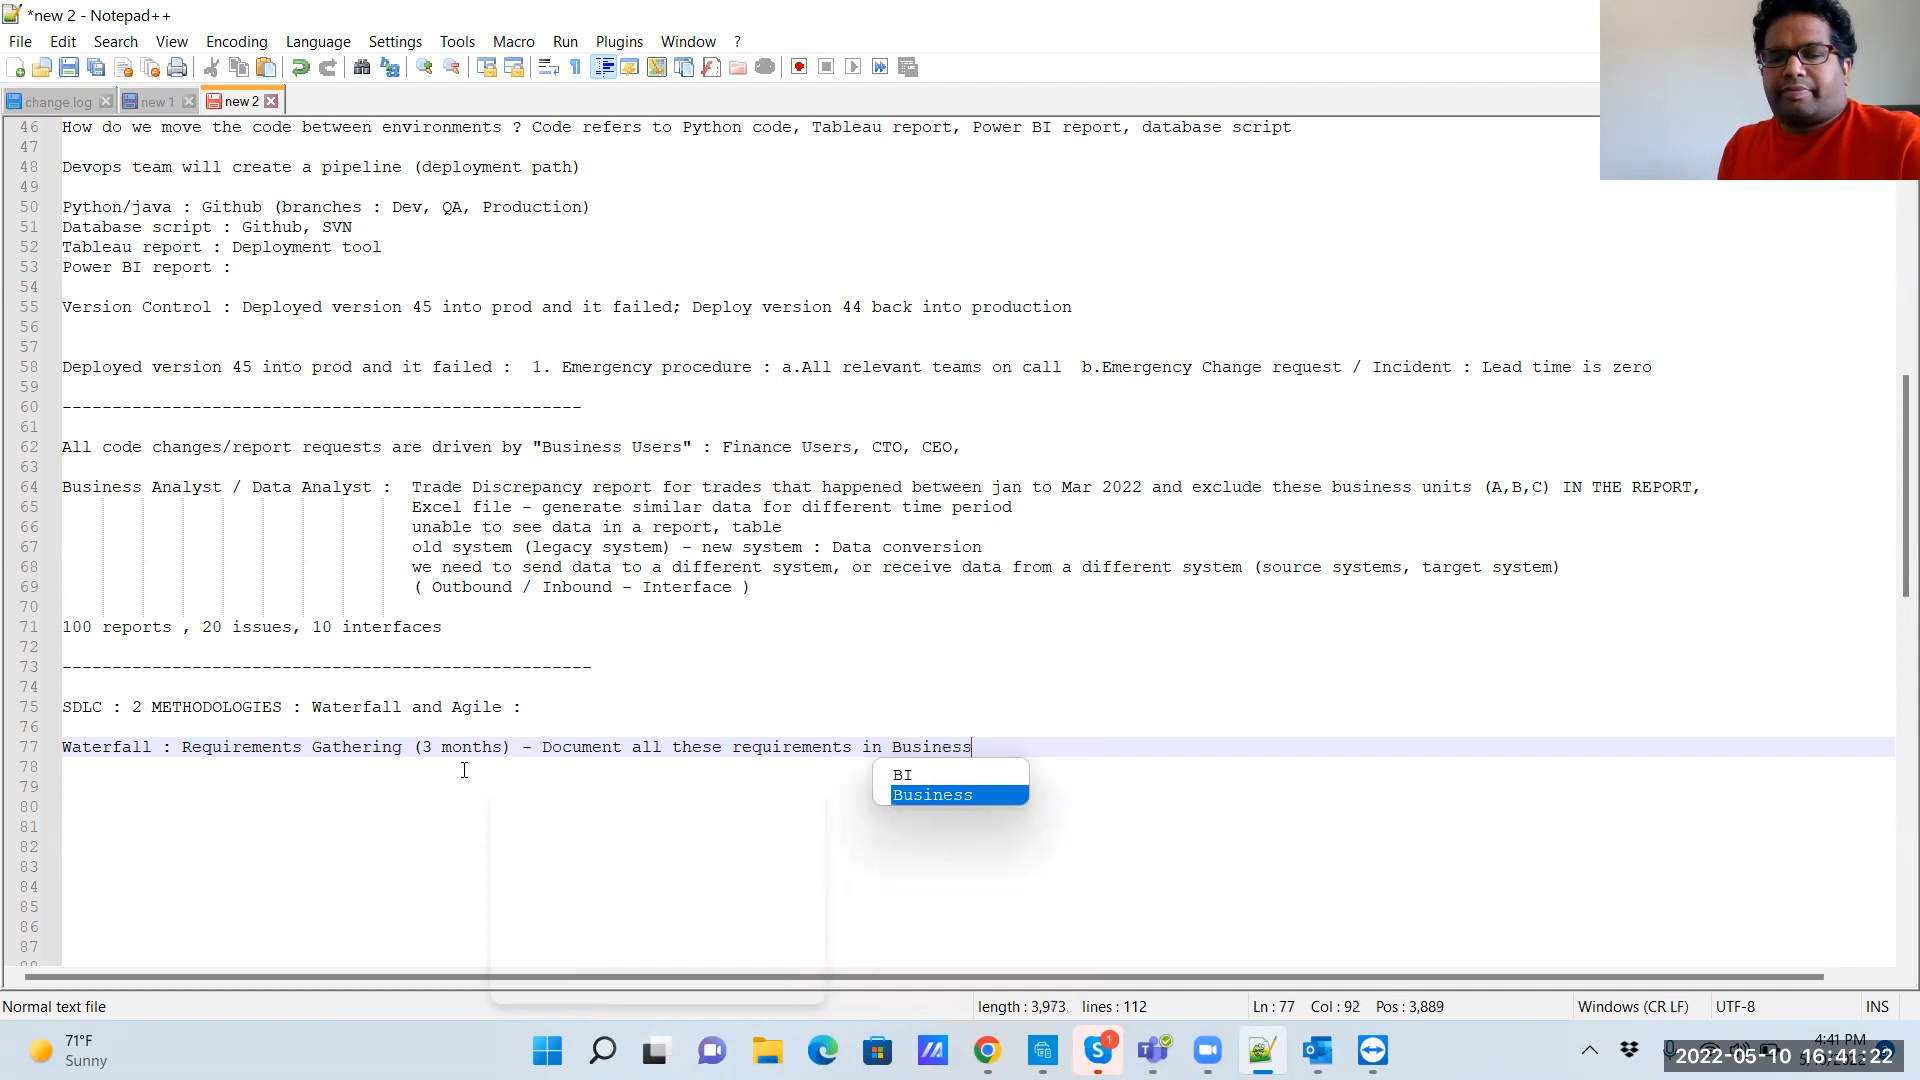 *new 2 - Notepad++
File Edit Search View Encoding Language Settings Tools Macro Run Plugins Window ?
change.log new 1 new 2
46 How do we move the code between environments ? Code refers to Python code, Tableau report, Power BI report, database script
47
48 Devops team will create a pipeline (deployment path)
49
50 Python/java : Github (branches : Dev, QA, Production)
51 Database script : Github, SVN
52 Tableau report : Deployment tool
53 Power BI report :
54
55 Version Control : Deployed version 45 into prod and it failed; Deploy version 44 back into production
56
57
58 Deployed version 45 into prod and it failed : 1. Emergency procedure : a.All relevant teams on call b.Emergency Change request / Incident : Lead time is zero
59
60 ----------------------------------------------------
61
62 All code changes/report requests are driven by "Business Users" : Finance Users, CTO, CEO,
63
64 Business Analyst / Data Analyst : Trade Discrepancy report for trades that happened between jan to Mar 2022 and exclude these business units (A,B,C) IN THE REPORT,
65 Excel file - generate similar data for different time period
66 unable to see data in a report, table
67 old system (legacy system) - new system : Data conversion
68 we need to send data to a different system, or receive data from a different system (source systems, target system)
69 ( Outbound / Inbound - Interface )
70
71 100 reports , 20 issues, 10 interfaces
72
73 -----------------------------------------------------
74
75 SDLC : 2 METHODOLOGIES : Waterfall and Agile :
76
77 Waterfall : Requirements Gathering (3 months) - Document all these requirements in Business
78
BI
79
Business
80
81
82
83
84
85
86
87
Normal text file length : 3,973 lines : 112 Ln : 77 Col : 92 Pos : 3,889 Windows (CR LF) UTF-8 INS
71°F
Sunny
1
4:41 PM
2022-05-10 16:41:22